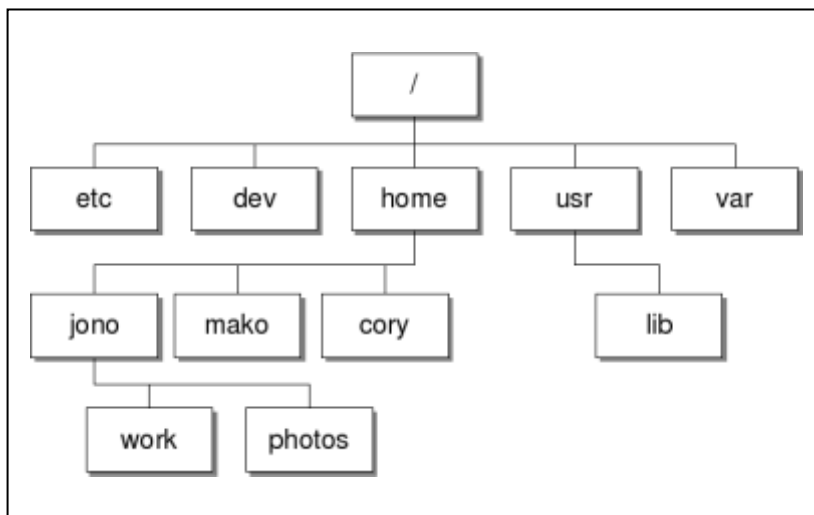 /
etc dev home usr var
jono mako cory lib
work photos